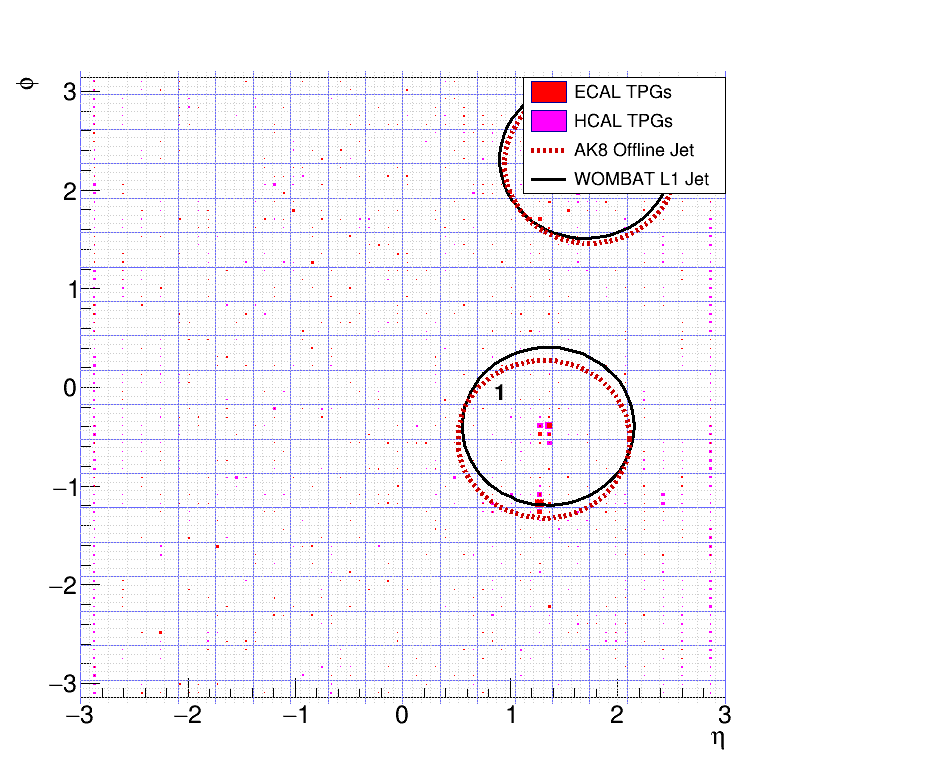 ϕ
3
2
1
0
−1
−2
−3
ECAL TPGs
HCAL TPGs
AK8 Offline Jet
WOMBAT L1 Jet
1
−3 −2 −1 0 1 2 3
η